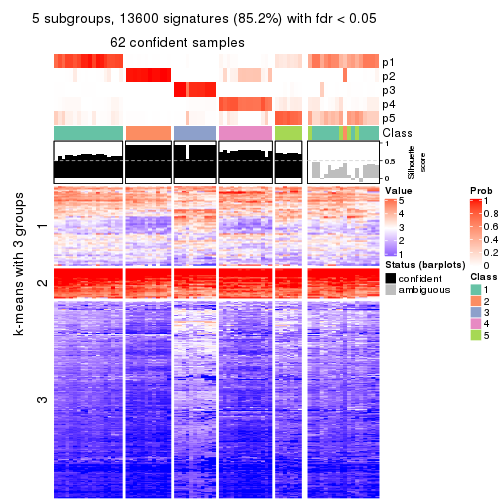 5 subgroups, 13600 signatures (85.2%) with fdr < 0.05
62 confident samples
p1
p2
p3
p4
p5
Class
1
0.5
0
Silhouette
score
k-means with 3 groups
1
2
3
Value
5
4
3
2
1
Status (barplots)
confident
ambiguous
Prob
1
0.8
0.6
0.4
0.2
0
Class
1
2
3
4
5